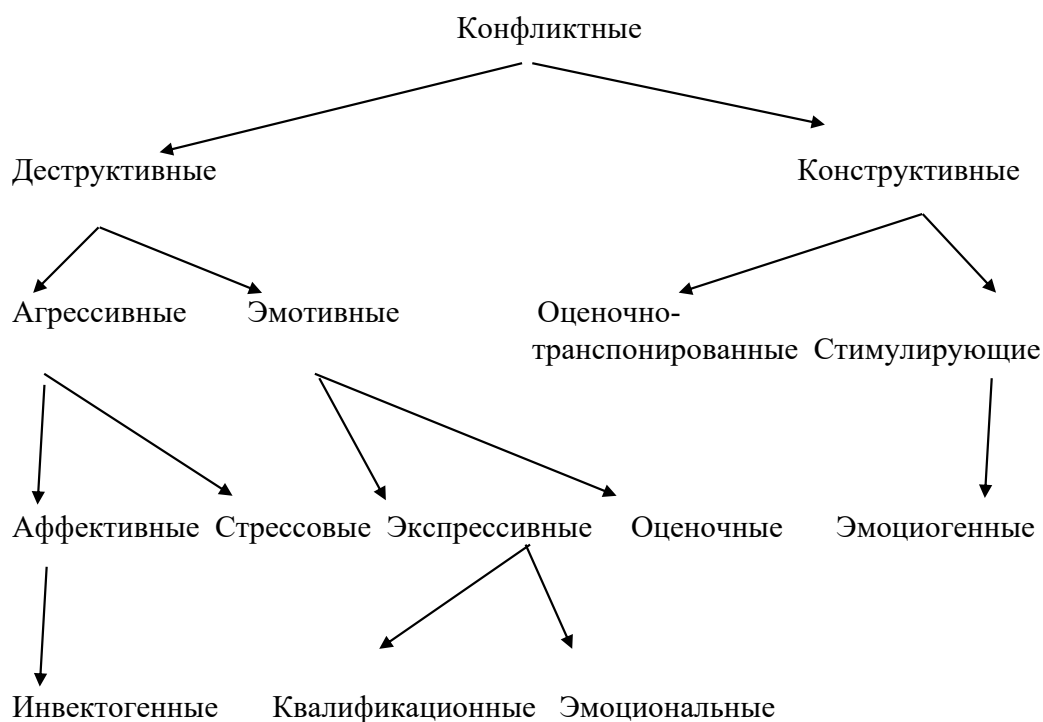 Конфликтные
Деструктивные Конструктивные
Агрессивные Эмотивные Оценочно-
транспонированные Стимулирующие
Аффективные Стрессовые Экспрессивные Оценочные Эмоциогенные
Инвектогенные Квалификационные Эмоциональные